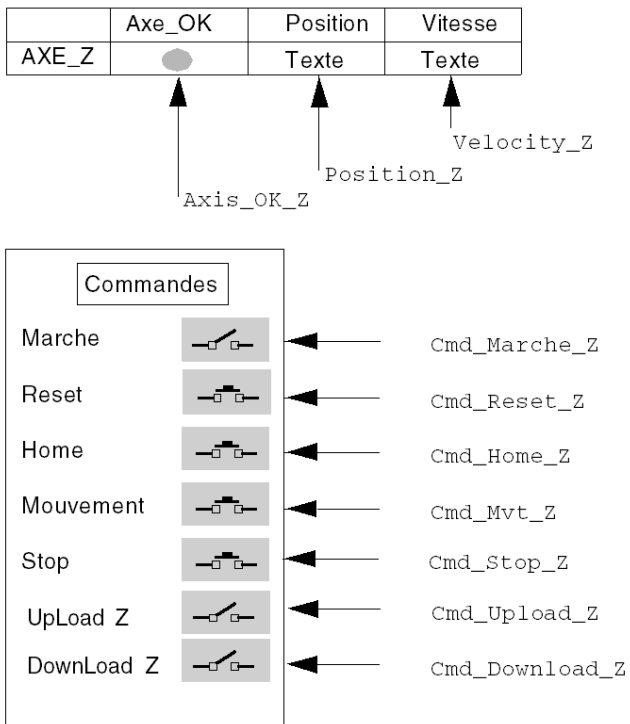 Axe_OK Position Vitesse
AXE_Z Texte Texte
Velocity_Z
Position_Z
Axis_OK_Z
Commandes
Marche Cmd_Marche_Z
Reset Cmd_Reset_Z
Home Cmd_Home_Z
Mouvement Cmd_Mvt_Z
Stop Cmd_Stop_Z
UpLoad Z Cmd_Upload_Z
DownLoad Z Cmd_Download_Z